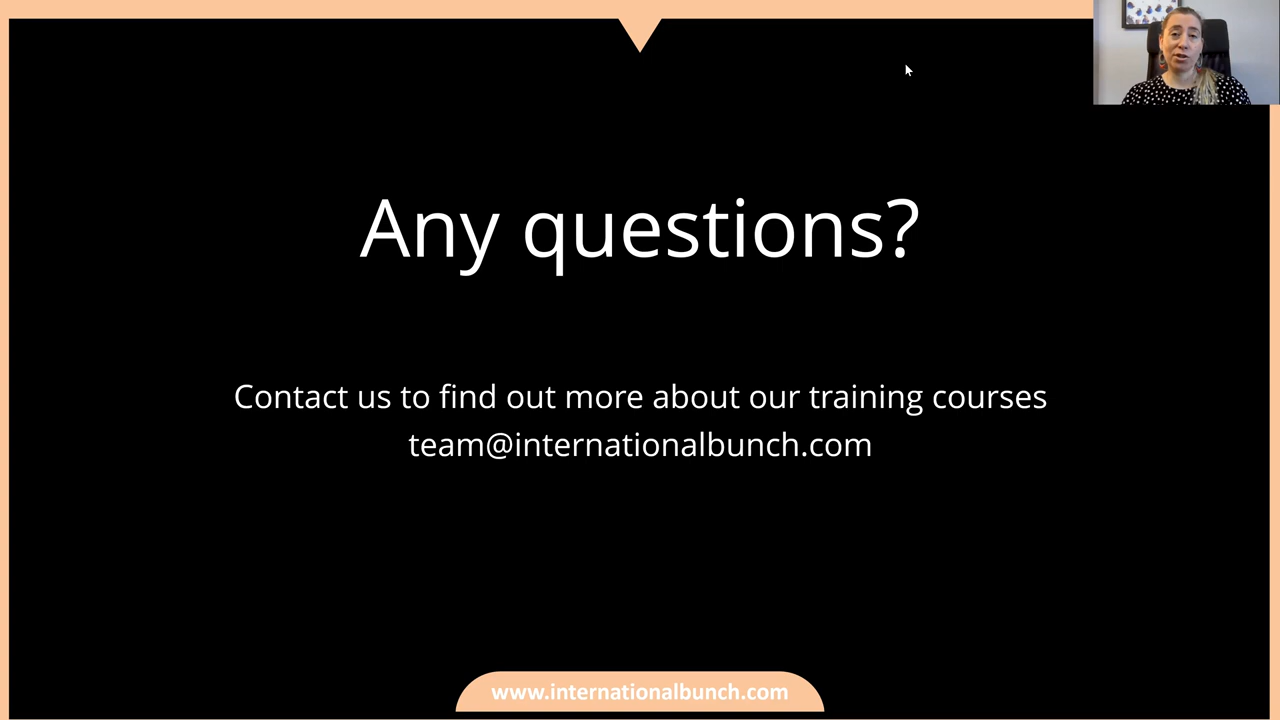 Any questions?
Contact us to find out more about our training courses
team@internationalbunch.com
www.internationalbunch.com